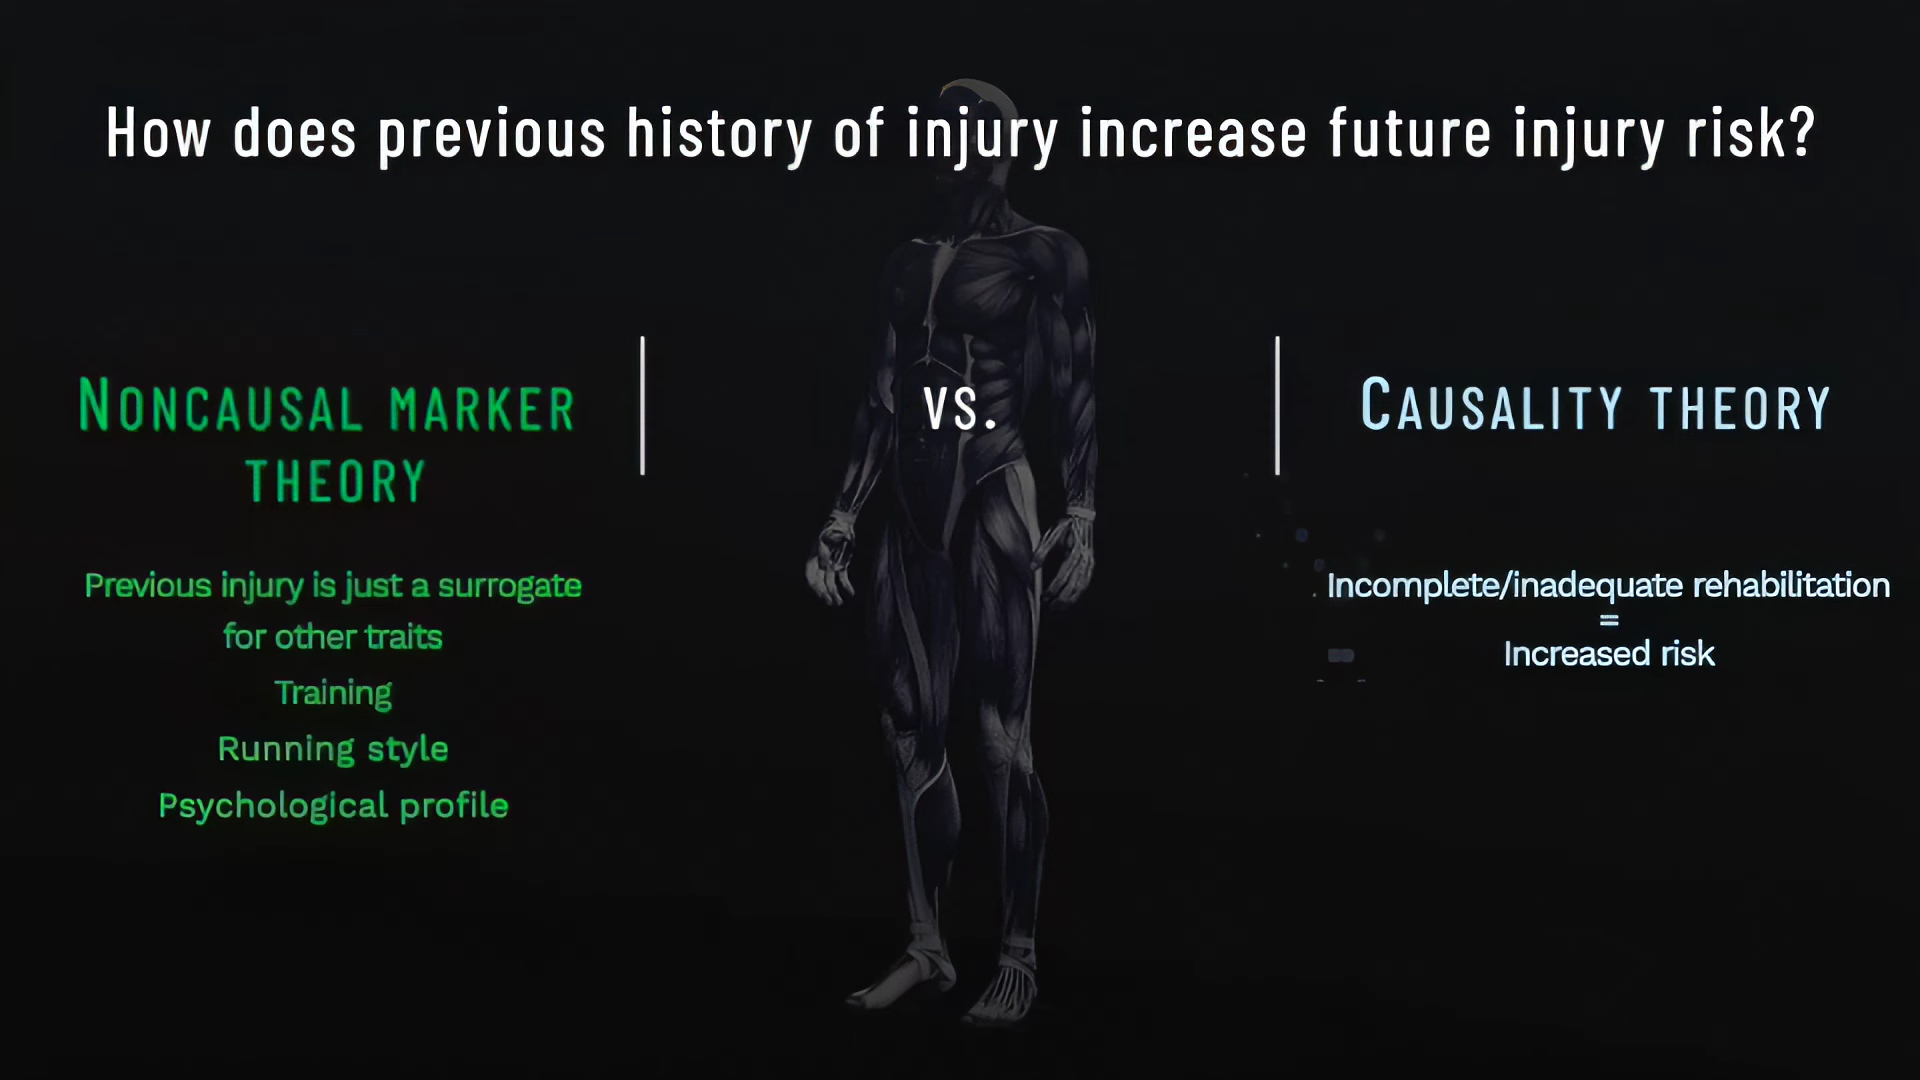 How does previous history of injury increase future injury risk?
Noncausal marker
theory
vs.
Causality theory
Previous injury is just a surrogate
for other traits
Training
Running style
Psychological profile
Incomplete/inadequate rehabilitation
=
Increased risk